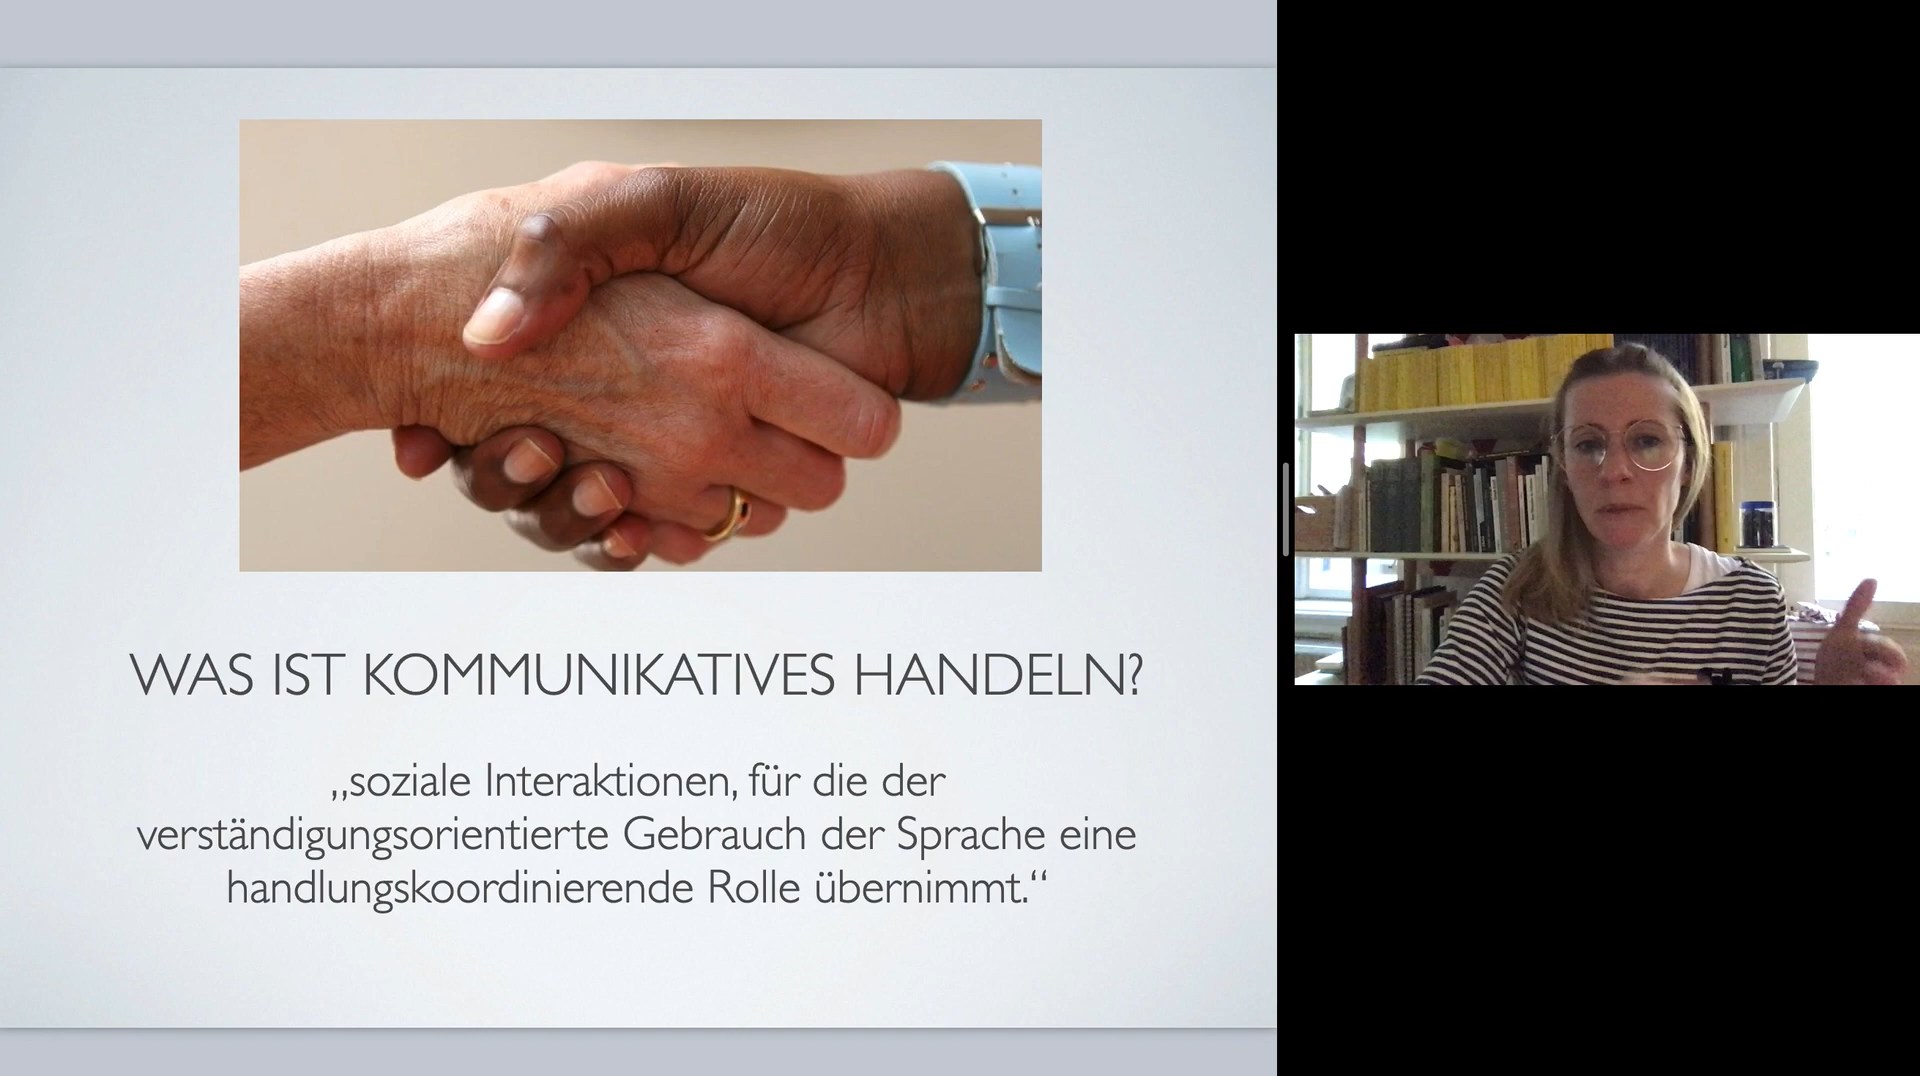 WAS IST KOMMUNIKATIVES HANDELN?
„soziale Interaktionen, für die der
verständigungsorientierte Gebrauch der Sprache eine
handlungskoordinierende Rolle übernimmt.“